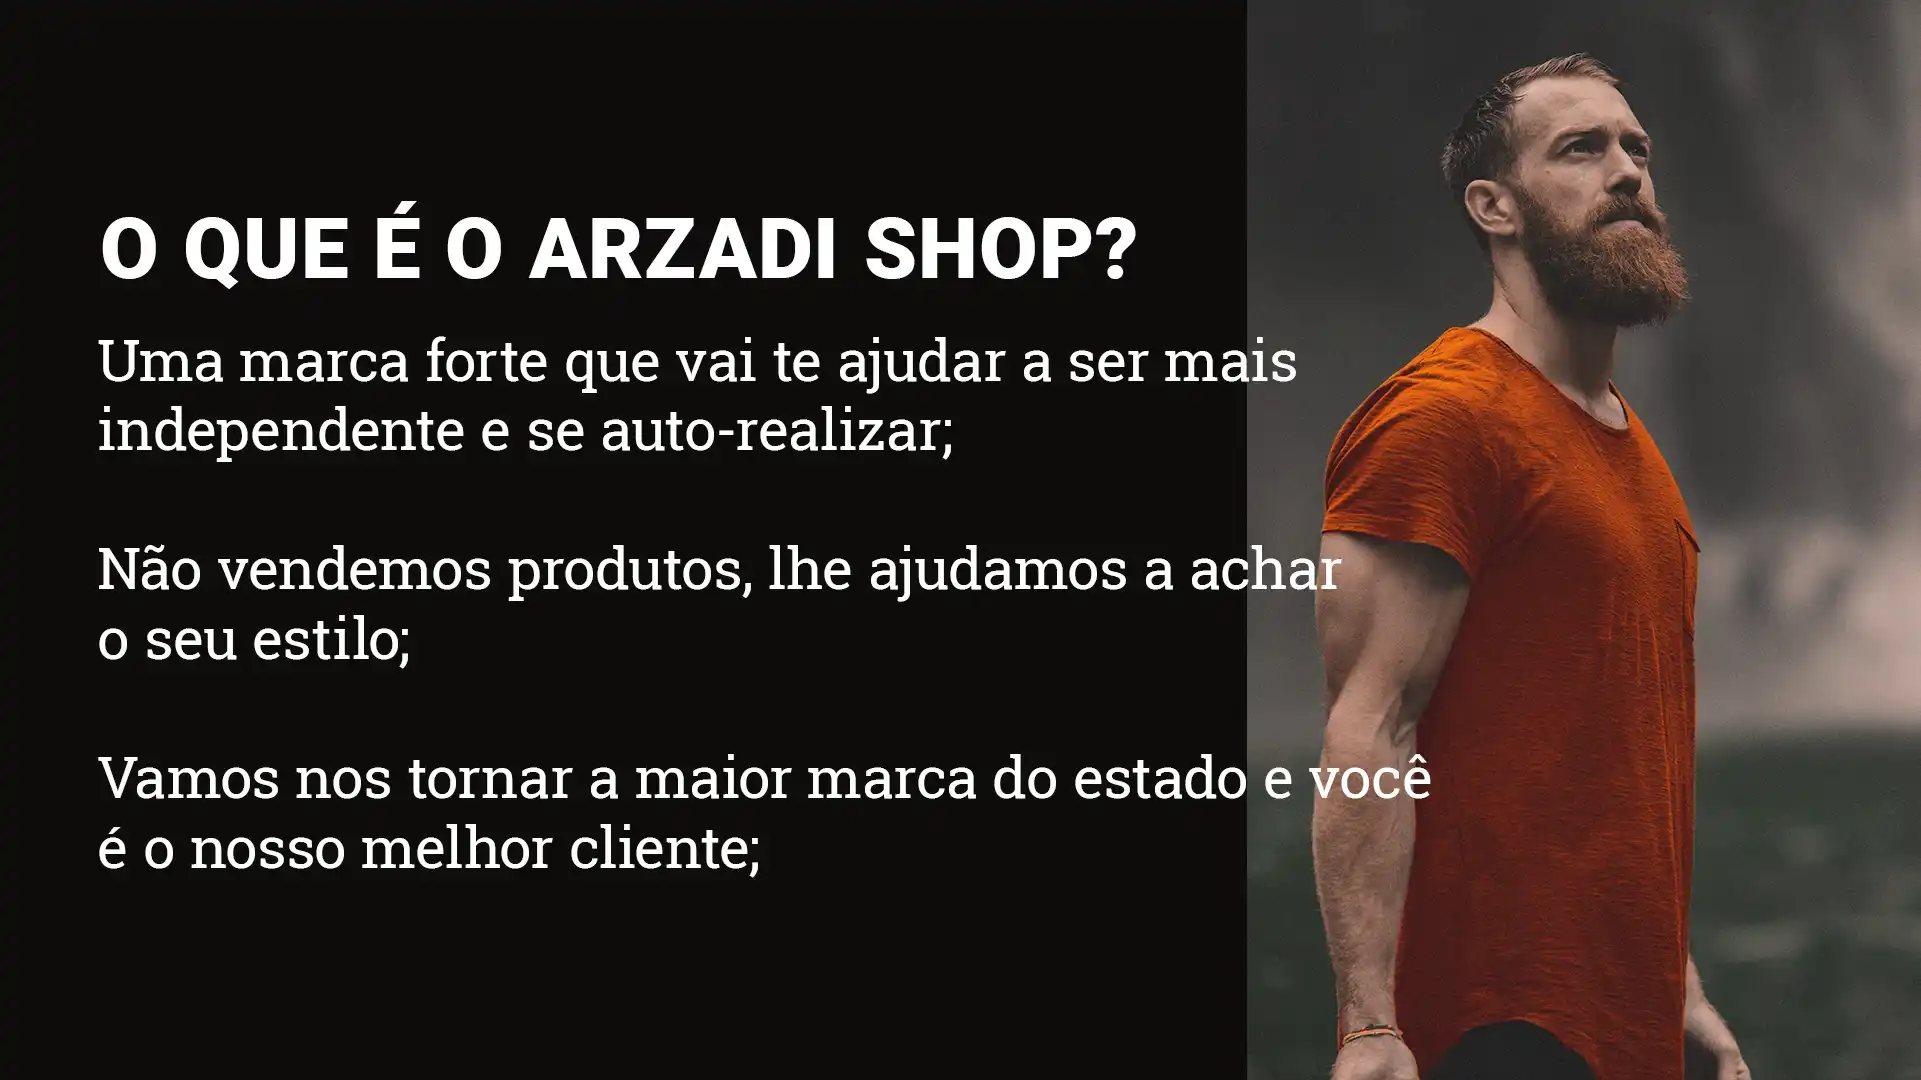 O QUE É O ARZADI SHOP?
Uma marca forte que vai te ajudar a ser mais
independente e se auto-realizar;
Não vendemos produtos, lhe ajudamos a achar
o seu estilo;
Vamos nos tornar a maior marca do estado e você
é o nosso melhor cliente;